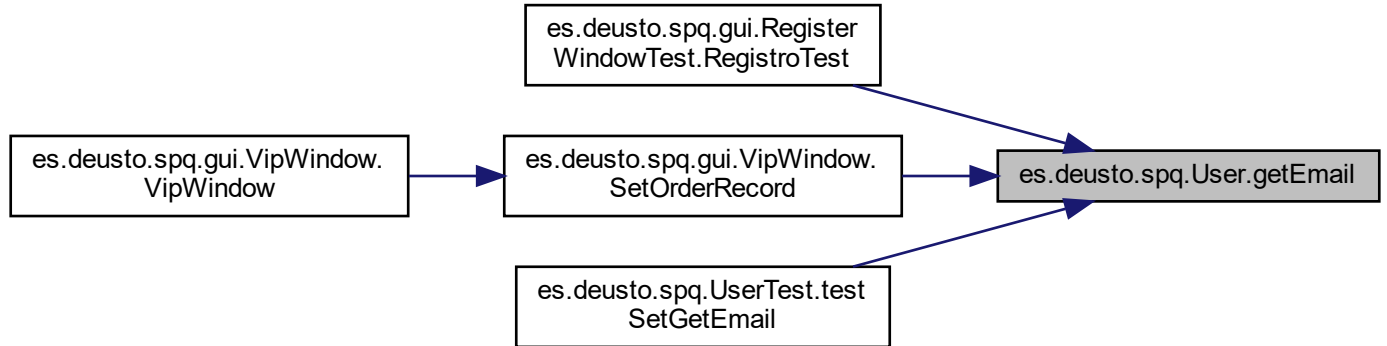 es.deusto.spq.gui.Register
WindowTest.RegistroTest
es.deusto.spq.gui.VipWindow.
VipWindow
es.deusto.spq.gui.VipWindow.
SetOrderRecord
es.deusto.spq.User.getEmail
es.deusto.spq.UserTest.test
SetGetEmail